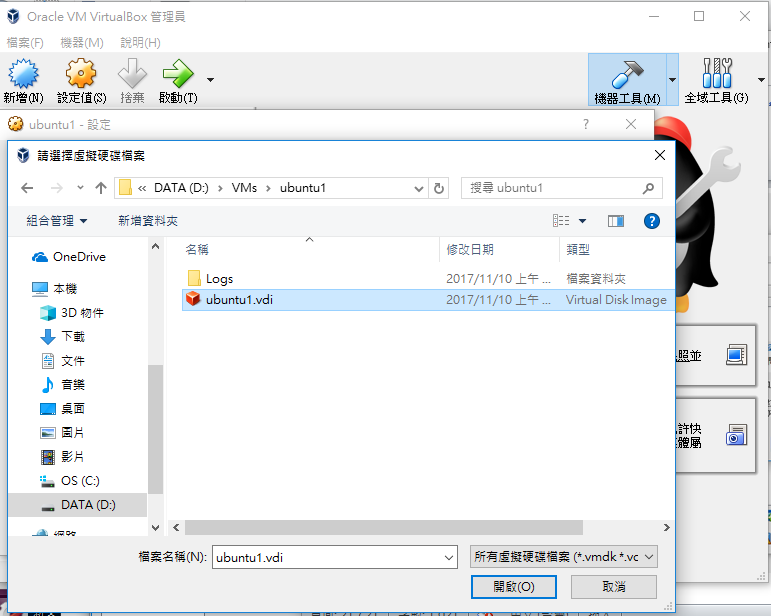 Oracle VM VirtualBox 管理員
檔案(F) 機器(M) 說明(H)
新增(N) 設定值(S) 捨棄 啟動(T) 機器工具(M) 全域工具(G)
ubuntu1 - 設定 ?
請選擇虛擬硬碟檔案
« DATA (D:) › VMs › ubuntu1
搜尋 ubuntu1
組合管理 新增資料夾 ?
名稱 修改日期 類型
Logs 2017/11/10 上午 ... 檔案資料夾
ubuntu1.vdi 2017/11/10 上午 ... Virtual Disk Image
OneDrive
本機
3D 物件
下載
文件
音樂
桌面
圖片
影片
OS (C:)
DATA (D:)
網路
照並
許快
體屬
檔案名稱(N): ubuntu1.vdi 所有虛擬硬碟檔案 (*.vmdk *.vc
開啟(O) 取消